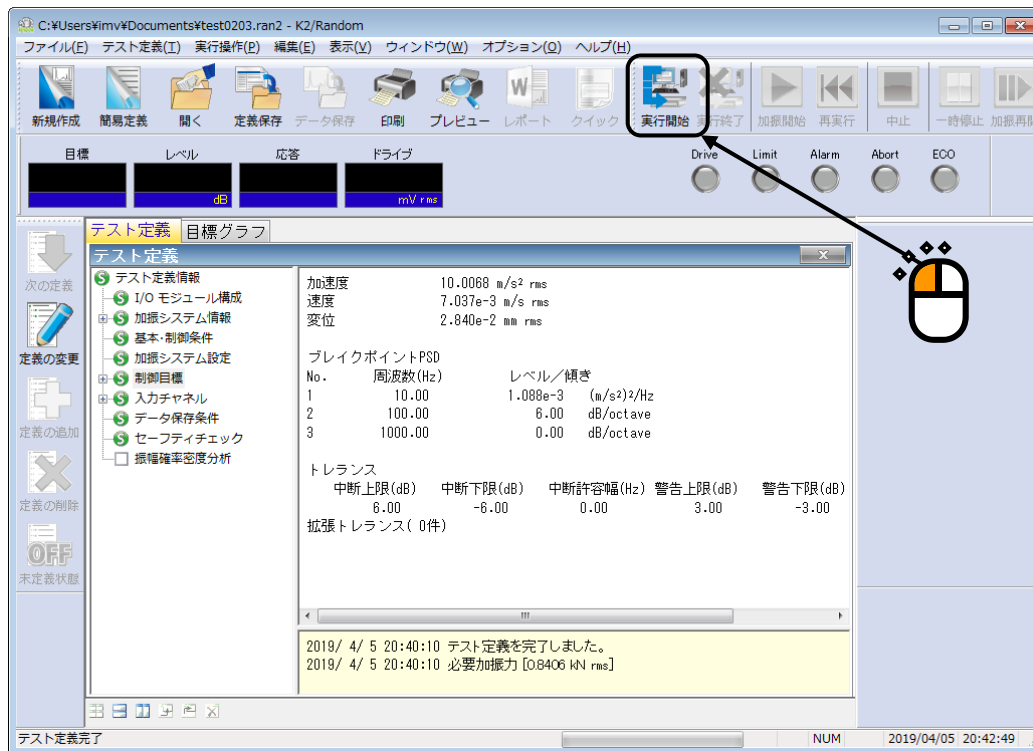 C:¥Users¥imv¥Documents¥test0203.ran2 - K2/Random
ファイル(F) テスト定義(T) 実行操作(P) 編集(E) 表示(V) ウィンドウ(W) オプション(O) ヘルプ(H)
新規作成 簡易定義 開く 定義保存 データ保存 印刷 プレビュー レポート クイック 実行開始 実行終了 加振開始 再実行 中止 一時停止 加振再開
目標 レベル 応答 ドライブ Drive Limit Alarm Abort ECO
dB mV rms
テスト定義 目標グラフ
テスト定義
次の定義
定義の変更
定義の追加
定義の削除
OFF
未定義状態
テスト定義情報
I/O モジュール構成
加振システム情報
基本・制御条件
加振システム設定
制御目標
入力チャネル
データ保存条件
セーフティチェック
振幅確率密度分析
加速度 10.0068 m/s² rms
速度 7.037e-3 m/s rms
変位 2.840e-2 mm rms
ブレイクポイントPSD
No. 周波数(Hz) レベル／傾き
1 10.00 1.088e-3 (m/s²)²/Hz
2 100.00 6.00 dB/octave
3 1000.00 0.00 dB/octave
トレランス
中断上限(dB) 中断下限(dB) 中断許容幅(Hz) 警告上限(dB) 警告下限(dB)
6.00 -6.00 0.00 3.00 -3.00
拡張トレランス( 0件)
2019/ 4/ 5 20:40:10 テスト定義を完了しました。
2019/ 4/ 5 20:40:10 必要加振力 [0.8406 kN rms]
テスト定義完了 NUM 2019/04/05 20:42:49